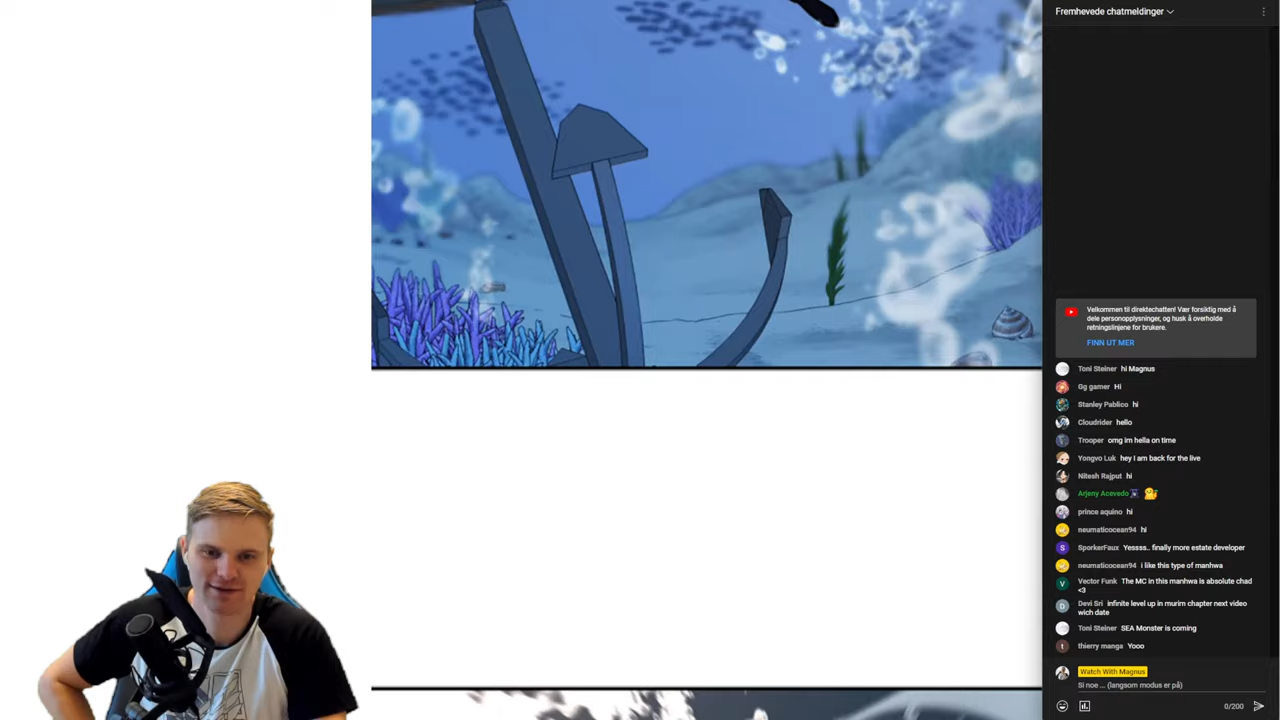 Fremhevede chatmeldinger
Velkommen til direktechatten! Vær forsiktig med å
dele personopplysninger, og husk å overholde
retningslinjene for brukere.
FINN UT MER
Toni Steiner hi Magnus
Gg gamer Hi
Stanley Pablico hi
Cloudrider hello
Trooper omg im hella on time
Yongvo Luk hey I am back for the live
Nitesh Rajput hi
Arjeny Acevedo
prince aquino hi
neumaticocean94 hi
S SporkerFaux Yessss.. finally more estate developer
neumaticocean94 i like this type of manhwa
V Vector Funk The MC in this manhwa is absolute chad
<3
D Devi Sri infinite level up in murim chapter next video
wich date
Toni Steiner SEA Monster is coming
t thierry manga Yooo
Watch With Magnus
Si noe ... (langsom modus er på)
0/200